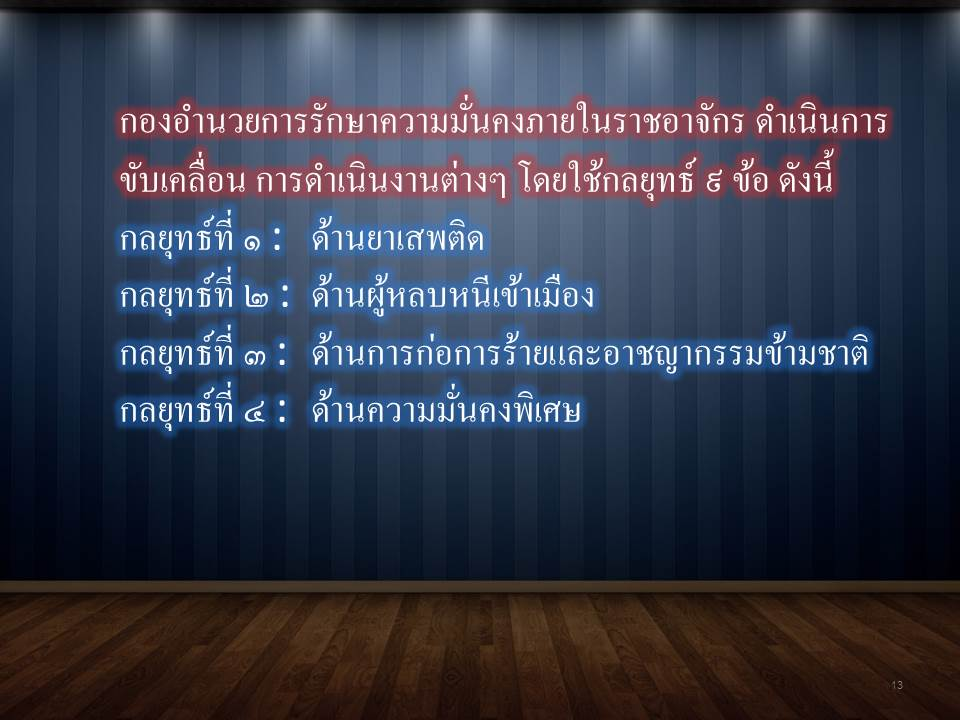 กองอำนวยการรักษาความมั่นคงภายในราชอาจักร ดำเนินการ
ขับเคลื่อน การดำเนินงานต่างๆ โดยใช้กลยุทธ์ ๙ ข้อ ดังนี้
กลยุทธ์ที่ ๑ : ด้านยาเสพติด
กลยุทธ์ที่ ๒ : ด้านผู้หลบหนีเข้าเมือง
กลยุทธ์ที่ ๓ : ด้านการก่อการร้ายและอาชญากรรมข้ามชาติ
กลยุทธ์ที่ ๔ : ด้านความมั่นคงพิเศษ
13